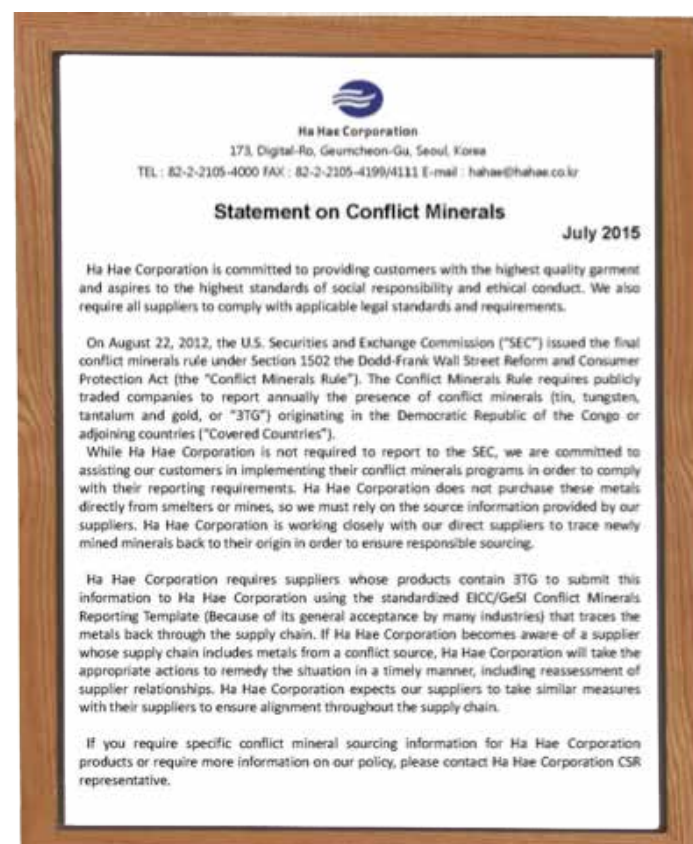 Ha Hae Corporation
173, Digital-Ro, Geumcheon-Gu, Seoul, Korea
TEL : 82-2-2105-4000 FAX : 82-2-2105-4199/4111 E-mail : hahae@hahae.co.kr
Statement on Conflict Minerals
July 2015
Ha Hae Corporation is committed to providing customers with the highest quality garment
and aspires to the highest standards of social responsibility and ethical conduct. We also
require all suppliers to comply with applicable legal standards and requirements.
On August 22, 2012, the U.S. Securities and Exchange Commission ("SEC") issued the final
conflict minerals rule under Section 1502 the Dodd-Frank Wall Street Reform and Consumer
Protection Act (the "Conflict Minerals Rule"). The Conflict Minerals Rule requires publicly
traded companies to report annually the presence of conflict minerals (tin, tungsten,
tantalum and gold, or "3TG") originating in the Democratic Republic of the Congo or
adjoining countries ("Covered Countries").
While Ha Hae Corporation is not required to report to the SEC, we are committed to
assisting our customers in implementing their conflict minerals programs in order to comply
with their reporting requirements. Ha Hae Corporation does not purchase these metals
directly from smelters or mines, so we must rely on the source information provided by our
suppliers. Ha Hae Corporation is working closely with our direct suppliers to trace newly
mined minerals back to their origin in order to ensure responsible sourcing.
Ha Hae Corporation requires suppliers whose products contain 3TG to submit this
information to Ha Hae Corporation using the standardized EICC/GeSI Conflict Minerals
Reporting Template (Because of its general acceptance by many industries) that traces the
metals back through the supply chain. If Ha Hae Corporation becomes aware of a supplier
whose supply chain includes metals from a conflict source, Ha Hae Corporation will take the
appropriate actions to remedy the situation in a timely manner, including reassessment of
supplier relationships. Ha Hae Corporation expects our suppliers to take similar measures
with their suppliers to ensure alignment throughout the supply chain.
If you require specific conflict mineral sourcing information for Ha Hae Corporation
products or require more information on our policy, please contact Ha Hae Corporation CSR
representative.